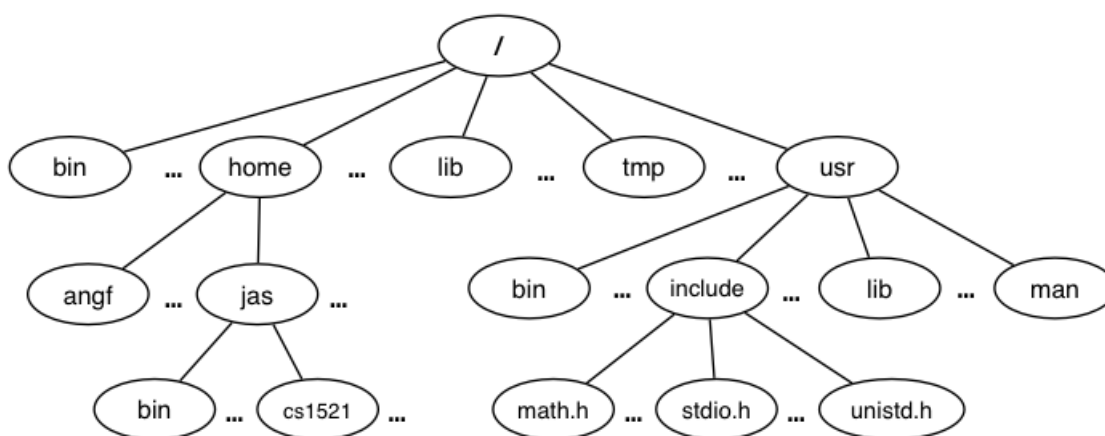 /
bin ... home ... lib ... tmp ... usr
angf ... jas ... bin ... include ... lib ... man
bin ... cs1521 ... math.h ... stdio.h ... unistd.h